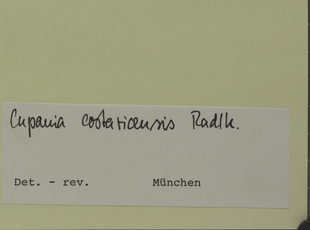 Cupania costaricensis Radlk.
Det. - rev. München